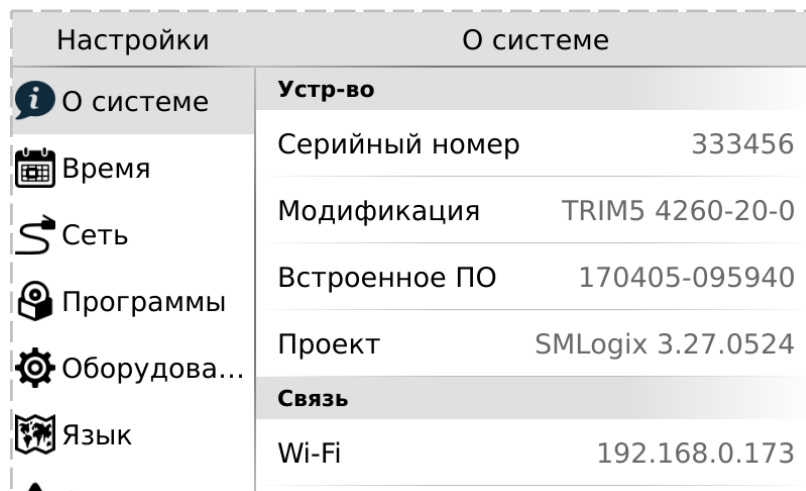 Настройки
О системе
О системе
Время
Сеть
Программы
Оборудова...
Язык
Устр-во
Серийный номер 333456
Модификация TRIM5 4260-20-0
Встроенное ПО 170405-095940
Проект SMLogix 3.27.0524
Связь
Wi-Fi 192.168.0.173